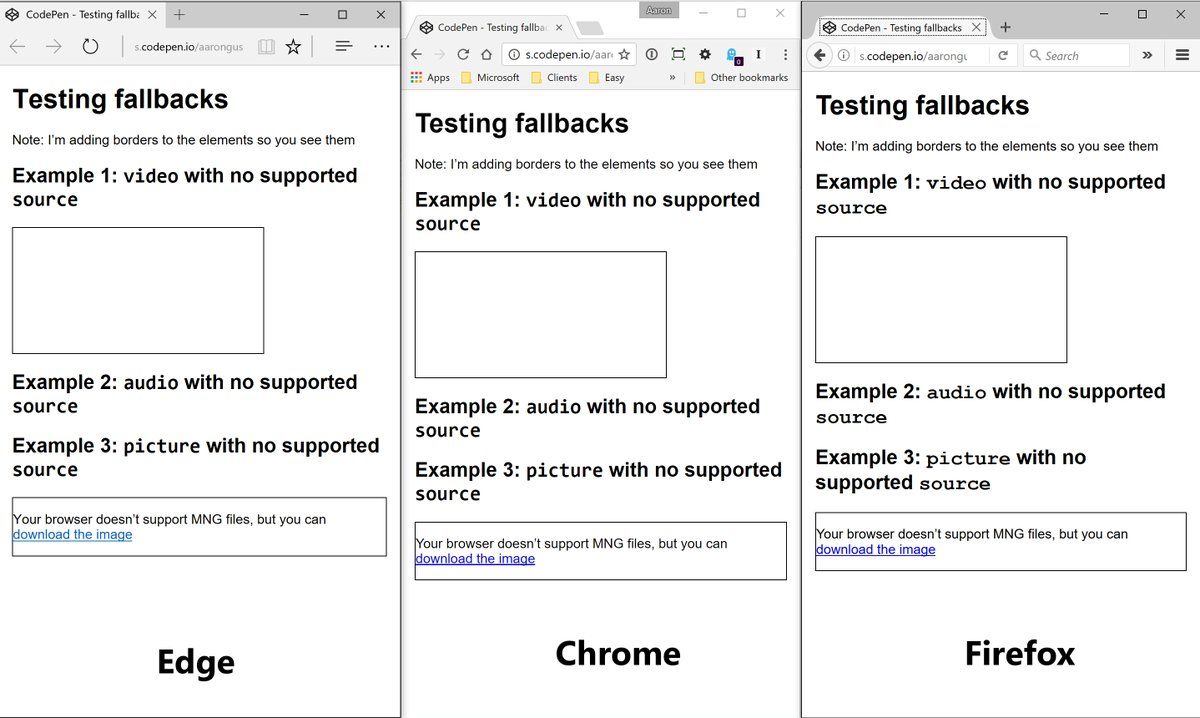 CodePen - Testing fallba
s.codepen.io/aarongus
Testing fallbacks
Note: I’m adding borders to the elements so you see them
Example 1: video with no supported
source
Example 2: audio with no supported
source
Example 3: picture with no supported
source
Your browser doesn’t support MNG files, but you can
download the image
Edge
Aaron
CodePen - Testing fallba
s.codepen.io/aar
0
Apps
Microsoft
Clients
Easy
»
Other bookmarks
Testing fallbacks
Note: I’m adding borders to the elements so you see them
Example 1: video with no supported
source
Example 2: audio with no supported
source
Example 3: picture with no supported
source
Your browser doesn’t support MNG files, but you can
download the image
Chrome
CodePen - Testing fallbacks
s.codepen.io/aarongu
Search
»
Testing fallbacks
Note: I’m adding borders to the elements so you see them
Example 1: video with no supported
source
Example 2: audio with no supported
source
Example 3: picture with no
supported source
Your browser doesn’t support MNG files, but you can
download the image
Firefox